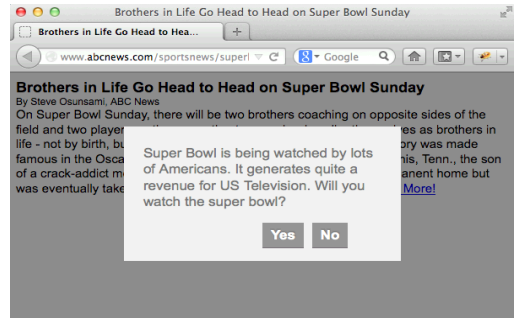 Brothers in Life Go Head to Head on Super Bowl Sunday
Brothers in Life Go Head to Hea...
www.abcnews.com/sportsnews/superl
Google
Brothers in Life Go Head to Head on Super Bowl Sunday
By Steve Osunsami, ABC News
On Super Bowl Sunday, there will be two brothers coaching on opposite sides of the
field and two player
es as brothers in
life - not by birth, bu
ory was made
famous in the Osca
his, Tenn., the son
of a crack-addict m
anent home but
was eventually take
More!
Super Bowl is being watched by lots
of Americans. It generates quite a
revenue for US Television. Will you
watch the super bowl?
Yes No